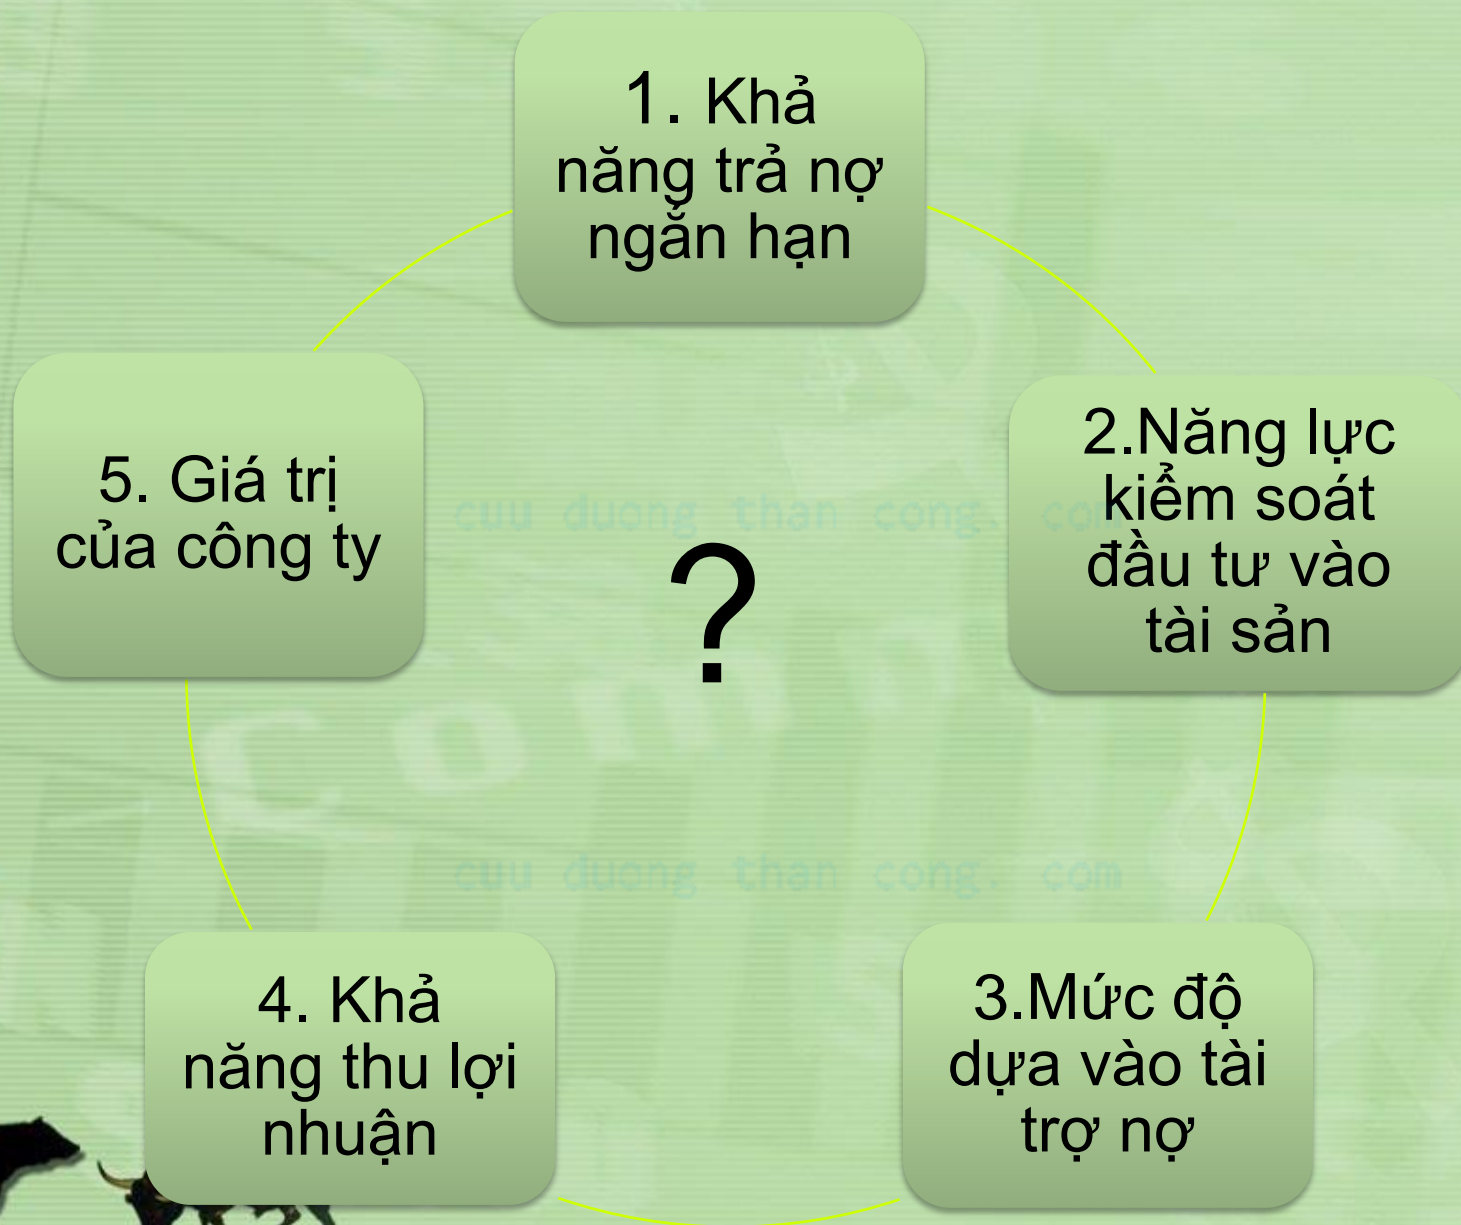 1. Khả
năng trả nợ
ngắn hạn
2.Năng lực
kiểm soát
đầu tư vào
tài sản
3.Mức độ
dựa vào tài
trợ nợ
4. Khả
năng thu lợi
nhuận
5. Giá trị
của công ty
?
cuu duong than cong. com
cuu duong than cong. com